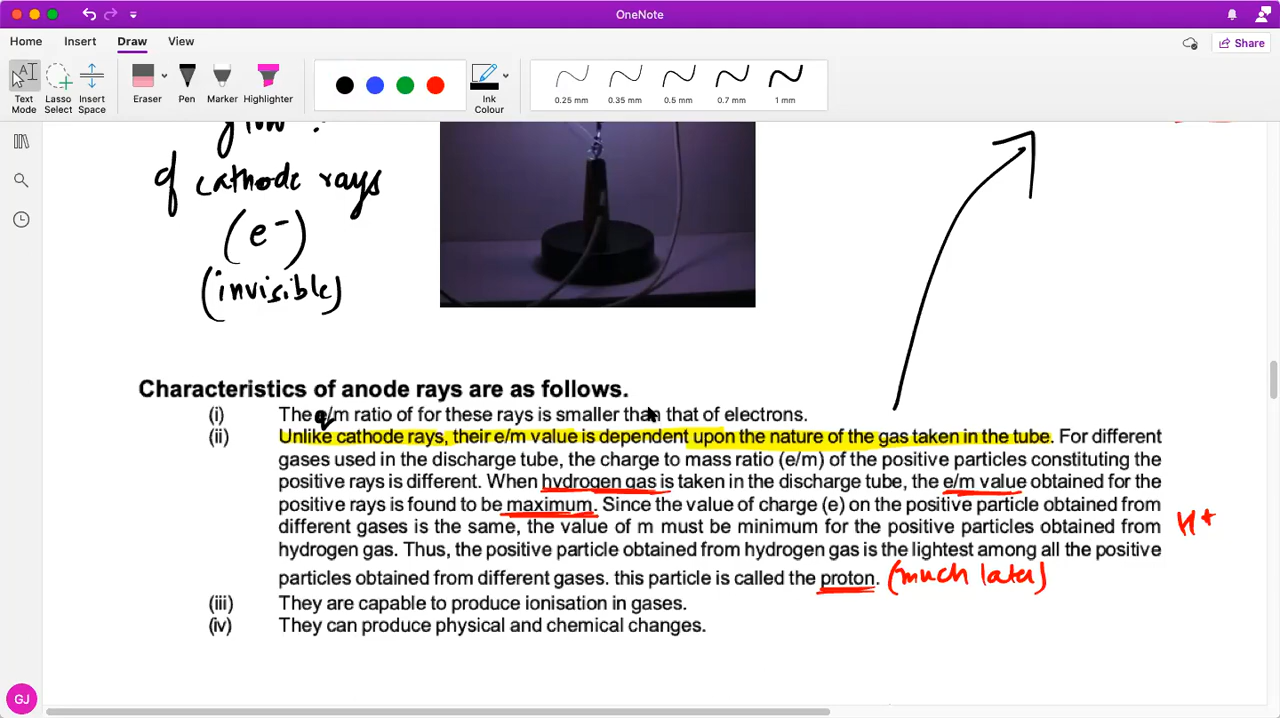 OneNote
Home Insert Draw View
Share
Text Mode
Lasso Select
Insert Space
Eraser
Pen
Marker
Highlighter
Ink Colour
0.25 mm
0.35 mm
0.5 mm
0.7 mm
1 mm
glow
of cathode rays
(e-)
(invisible)
Characteristics of anode rays are as follows.
(i) The q/m ratio of for these rays is smaller than that of electrons.
(ii) Unlike cathode rays, their e/m value is dependent upon the nature of the gas taken in the tube. For different
gases used in the discharge tube, the charge to mass ratio (e/m) of the positive particles constituting the
positive rays is different. When hydrogen gas is taken in the discharge tube, the e/m value obtained for the
positive rays is found to be maximum. Since the value of charge (e) on the positive particle obtained from
different gases is the same, the value of m must be minimum for the positive particles obtained from
H+
hydrogen gas. Thus, the positive particle obtained from hydrogen gas is the lightest among all the positive
particles obtained from different gases. this particle is called the proton. (much later)
(iii) They are capable to produce ionisation in gases.
(iv) They can produce physical and chemical changes.
GJ